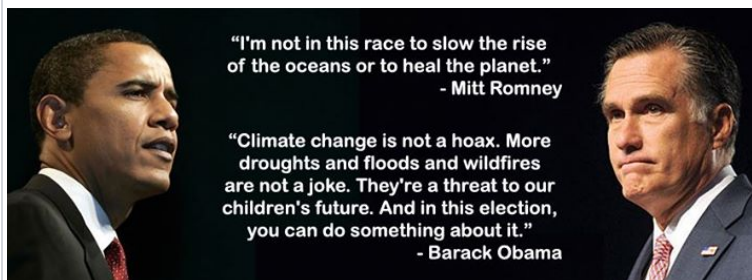 “I'm not in this race to slow the rise
of the oceans or to heal the planet.”
- Mitt Romney
“Climate change is not a hoax. More
droughts and floods and wildfires
are not a joke. They're a threat to our
children's future. And in this election,
you can do something about it.”
- Barack Obama